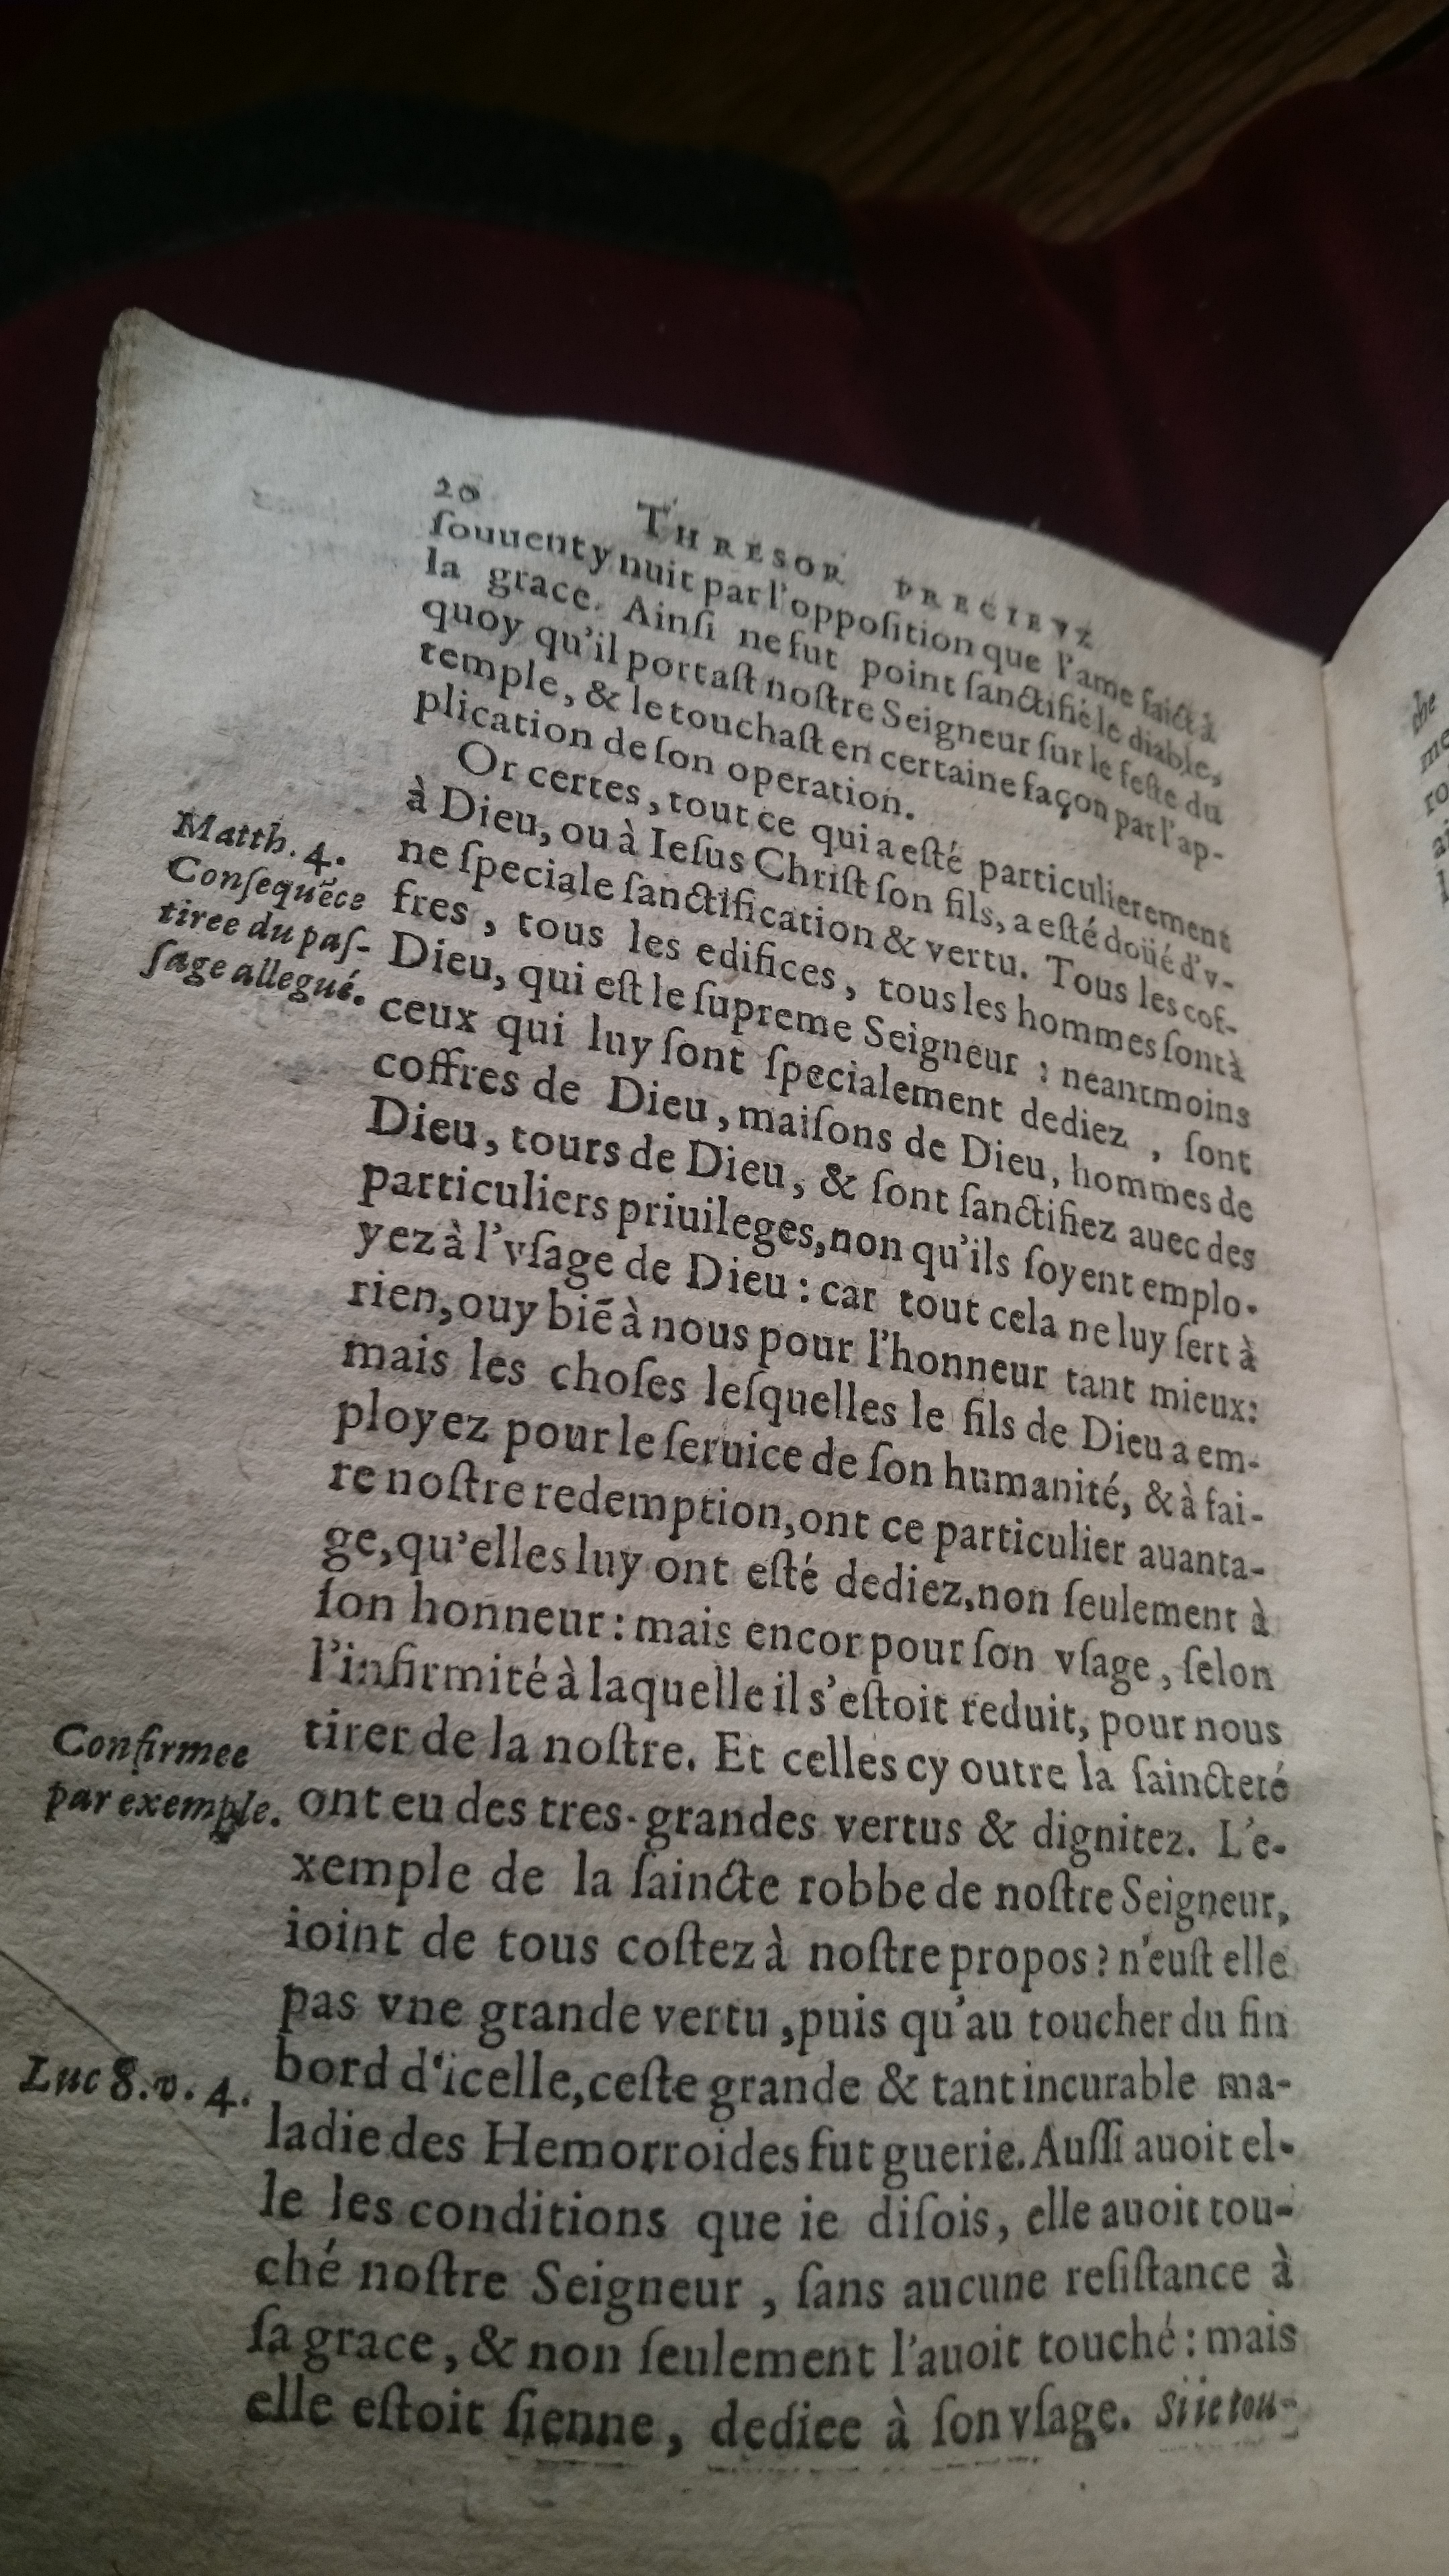 20 THRESOR PRECIEVX
ſouuent y nuit par l'oppoſition que l'ame faict à
la grace. Ainſi ne fut point ſanctifié le diable,
quoy qu'il portaſt noſtre Seigneur ſur le feſte du
temple, & le touchaſt en certaine façon par l'ap-
plication de ſon operation.
Or certes, tout ce qui a eſté particulierement
à Dieu, ou à Ieſus Chriſt ſon fils, a eſté doüé d'v-
ne ſpeciale ſanctification & vertu. Tous les cof-
fres, tous les edifices, tous les hommes ſont à
Dieu, qui eſt le ſupreme Seigneur : neantmoins
ceux qui luy ſont ſpecialement dediez, ſont
coffres de Dieu, maiſons de Dieu, hommes de
Dieu, tours de Dieu, & ſont ſanctifiez auec des
particuliers priuileges, non qu'ils ſoyent emplo-
yez à l'vſage de Dieu : car tout cela ne luy ſert à
rien, ouy biē à nous pour l'honneur tant mieux:
mais les choſes leſquelles le fils de Dieu a em-
ployez pour le ſeruice de ſon humanité, & à fai-
re noſtre redemption, ont ce particulier auanta-
ge, qu'elles luy ont eſté dediez, non ſeulement à
ſon honneur : mais encor pour ſon vſage, ſelon
l'infirmité à laquelle il s'eſtoit reduit, pour nous
tirer de la noſtre. Et celles cy outre la ſaincteté
ont eu des tres-grandes vertus & dignitez. L'e-
xemple de la ſaincte robbe de noſtre Seigneur,
ioint de tous coſtez à noſtre propos ? n'euſt elle
pas vne grande vertu, puis qu'au toucher du fin
bord d'icelle, ceſte grande & tant incurable ma-
ladie des Hemorroides fut guerie. Auſſi auoit el-
le les conditions que ie diſois, elle auoit tou-
ché noſtre Seigneur, ſans aucune reſiſtance à
ſa grace, & non ſeulement l'auoit touché : mais
elle eſtoit ſienne, dediee à ſon vſage. Si ie tou-
Matth. 4.
Conſequēce
tiree du paſ-
ſage allegué.
Confirmee
par exemple.
Luc 8. v. 4.